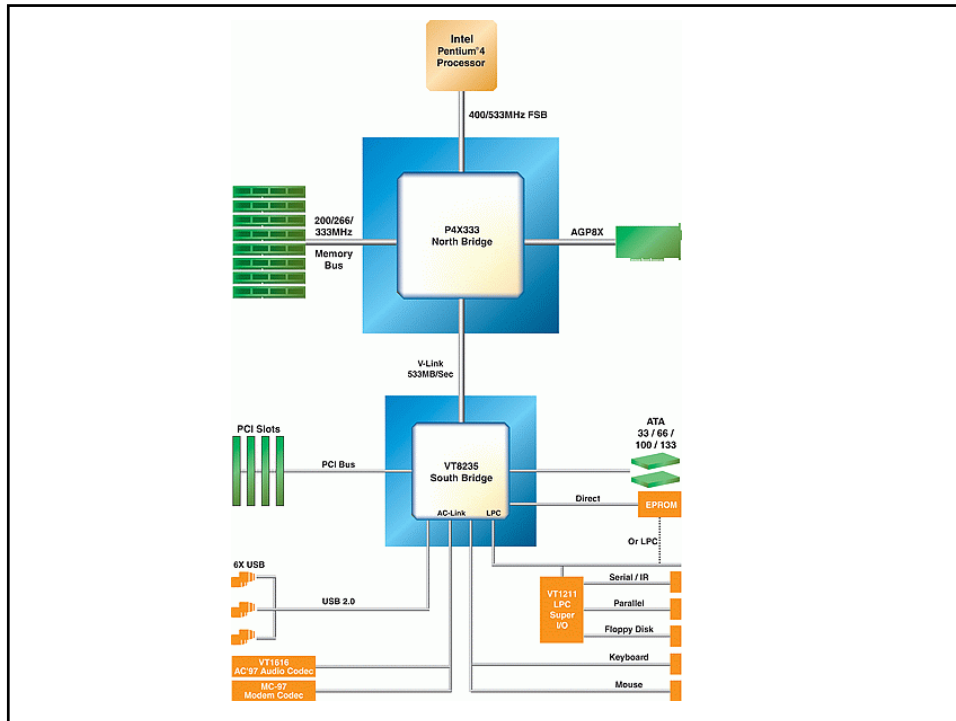 Intel
Pentium®4
Processor
400/533MHz FSB
200/266/
333MHz
Memory
Bus
P4X333
North Bridge
AGP8X
V-Link
533MB/Sec
PCI Slots
PCI Bus
VT8235
South Bridge
AC-Link
LPC
ATA
33 / 66 /
100 / 133
Direct
EPROM
Or LPC
6X USB
USB 2.0
VT1211
LPC
Super
I/O
Serial / IR
Parallel
Floppy Disk
Keyboard
Mouse
VT1616
AC'97 Audio Codec
MC-97
Modem Codec